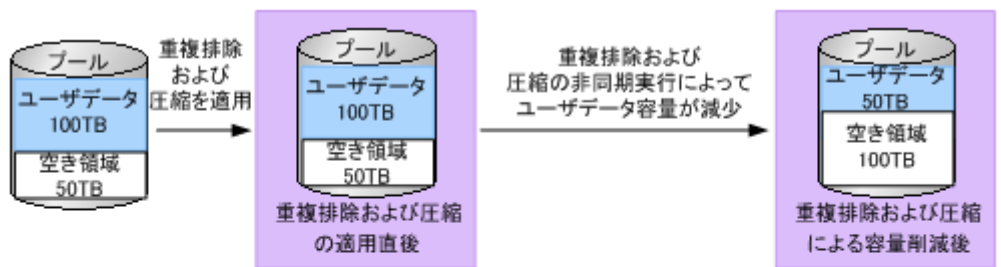 プール
ユーザデータ
100TB
空き領域
50TB
重複排除
および
圧縮を適用
プール
ユーザデータ
100TB
空き領域
50TB
重複排除および圧縮
の適用直後
重複排除および
圧縮の非同期実行によって
ユーザデータ容量が減少
プール
ユーザデータ
50TB
空き領域
100TB
重複排除および圧縮
による容量削減後